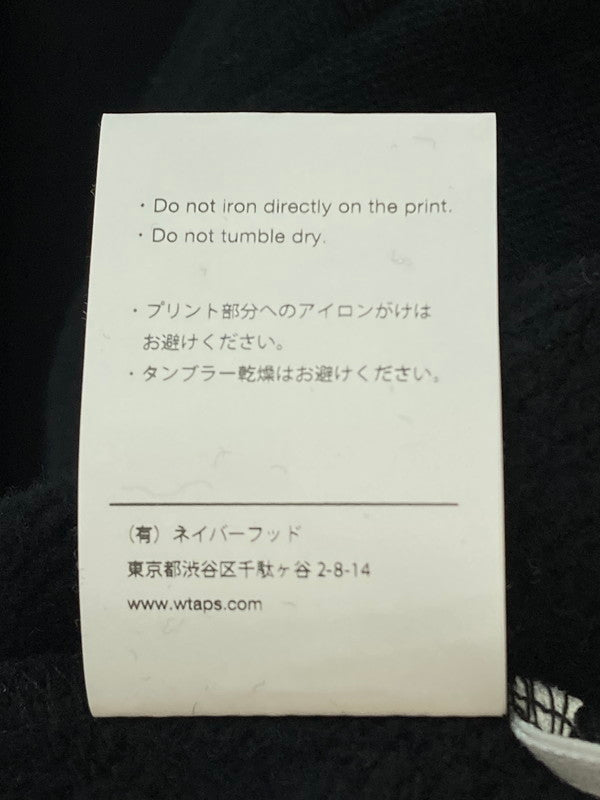 ・Do not iron directly on the print.
・Do not tumble dry.
・プリント部分へのアイロンがけは
お避けください。
・タンブラー乾燥はお避けください。
(有) ネイバーフッド
東京都渋谷区千駄ヶ谷 2-8-14
www.wtaps.com